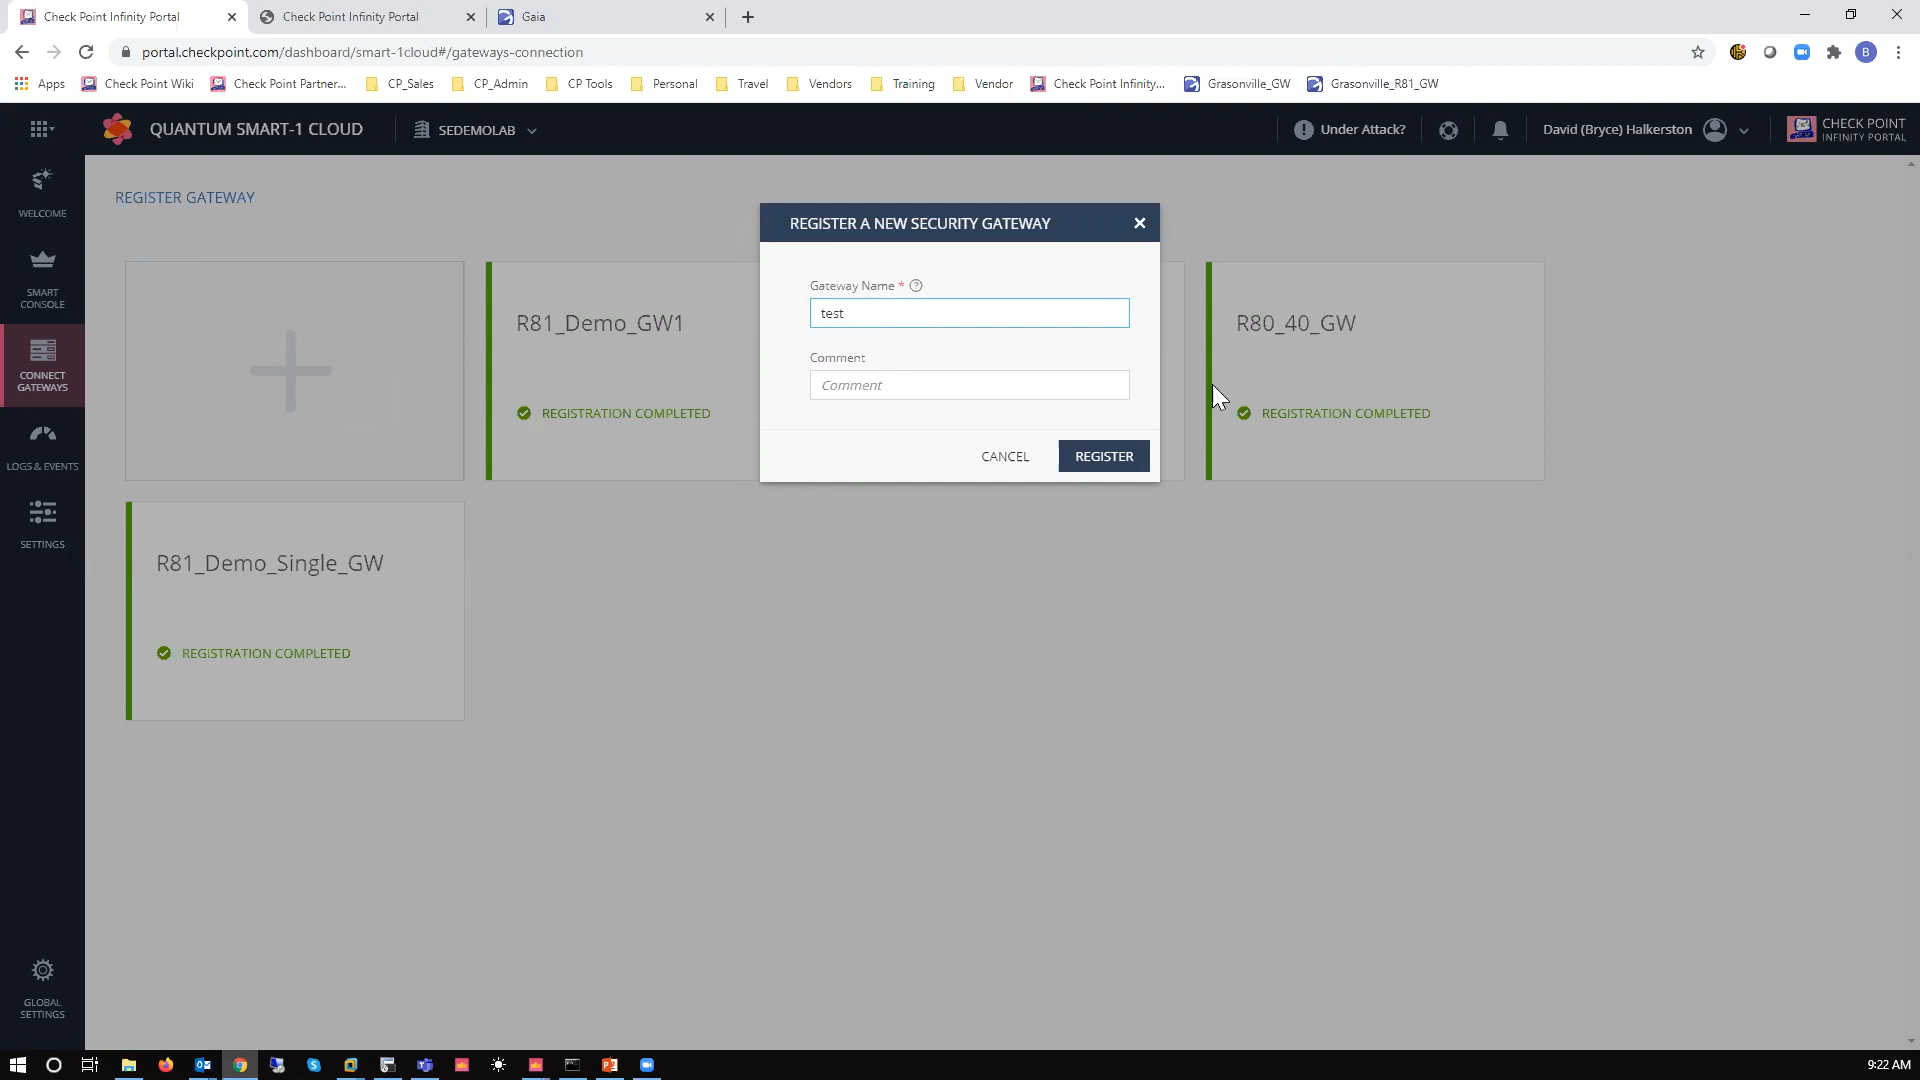 Check Point Infinity Portal
Check Point Infinity Portal
Gaia
portal.checkpoint.com/dashboard/smart-1cloud#/gateways-connection
B
Apps
Check Point Wiki
Check Point Partner...
CP_Sales
CP_Admin
CP Tools
Personal
Travel
Vendors
Training
Vendor
Check Point Infinity...
Grasonville_GW
Grasonville_R81_GW
QUANTUM SMART-1 CLOUD
SEDEMOLAB
Under Attack?
David (Bryce) Halkerston
CHECK POINT
INFINITY PORTAL
WELCOME
SMART
CONSOLE
CONNECT
GATEWAYS
LOGS & EVENTS
SETTINGS
GLOBAL
SETTINGS
REGISTER GATEWAY
R81_Demo_GW1
REGISTRATION COMPLETED
R80_40_GW
REGISTRATION COMPLETED
R81_Demo_Single_GW
REGISTRATION COMPLETED
REGISTER A NEW SECURITY GATEWAY
Gateway Name *
test
Comment
Comment
CANCEL
REGISTER
9:22 AM